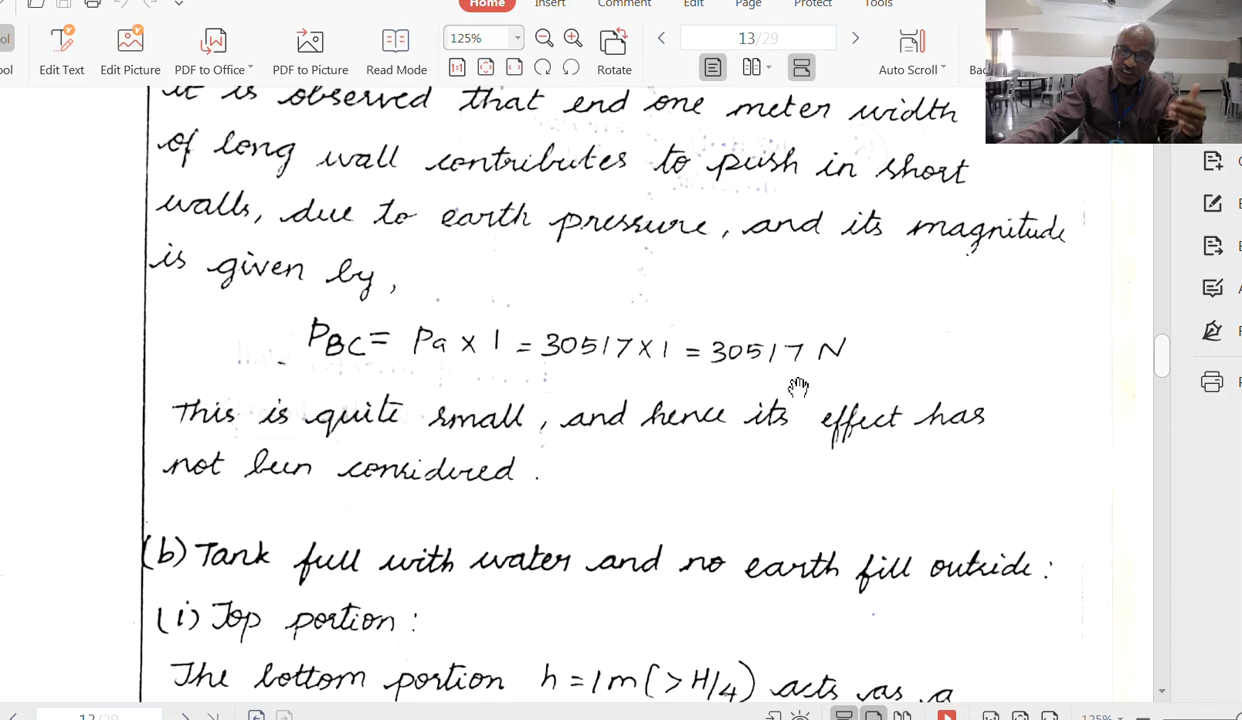 Home Insert Comment Edit Page Protect Tools
125% 13/29
Edit Text Edit Picture PDF to Office PDF to Picture Read Mode Rotate Auto Scroll
it is observed that end one meter width
of long wall contributes to push in short
walls, due to earth pressure, and its magnitude
is given by,
PBC = Pa x 1 = 30517 x 1 = 30517 N
This is quite small, and hence its effect has
not been considered.
(b) Tank full with water and no earth fill outside:
(i) Top portion:
The bottom portion h = 1m (> H/4) acts as a
125%